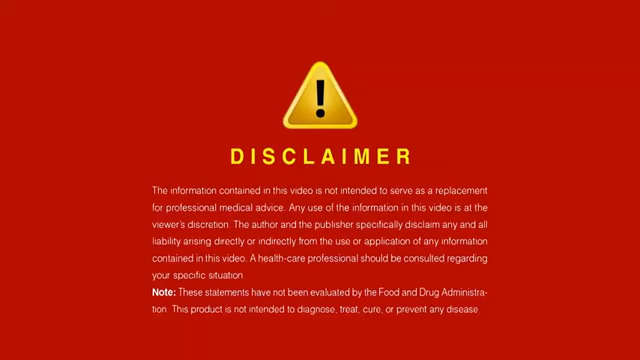 DISCLAIMER
The information contained in this video is not intended to serve as a replacement
for professional medical advice. Any use of the information in this video is at the
viewer's discretion. The author and the publisher specifically disclaim any and all
liability arising directly or indirectly from the use or application of any information
contained in this video. A health-care professional should be consulted regarding
your specific situation.
Note: These statements have not been evaluated by the Food and Drug Administra-
tion. This product is not intended to diagnose, treat, cure, or prevent any disease.